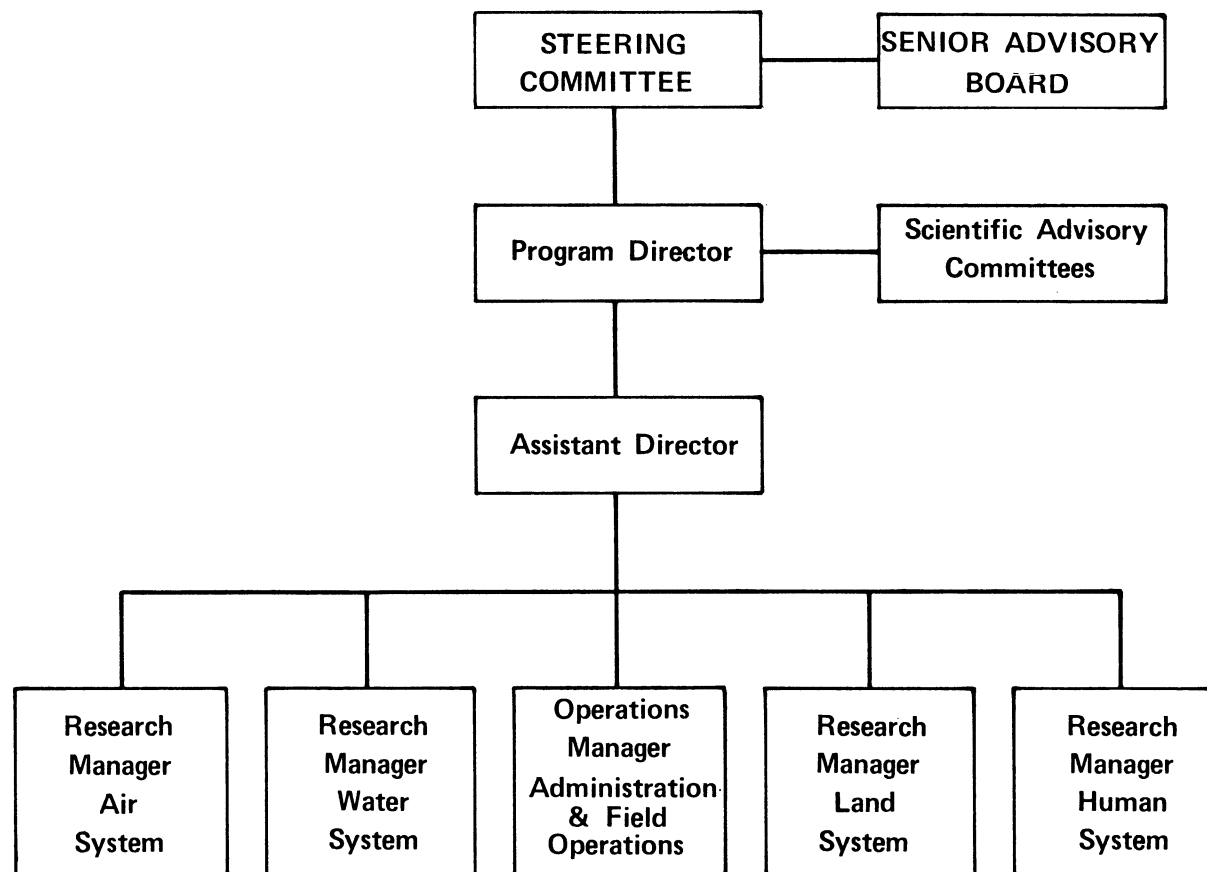 STEERING
COMMITTEE
SENIOR ADVISORY
BOARD
Program Director
Scientific Advisory
Committees
Assistant Director
Research
Manager
Air
System
Research
Manager
Water
System
Operations
Manager
Administration
& Field
Operations
Research
Manager
Land
System
Research
Manager
Human
System